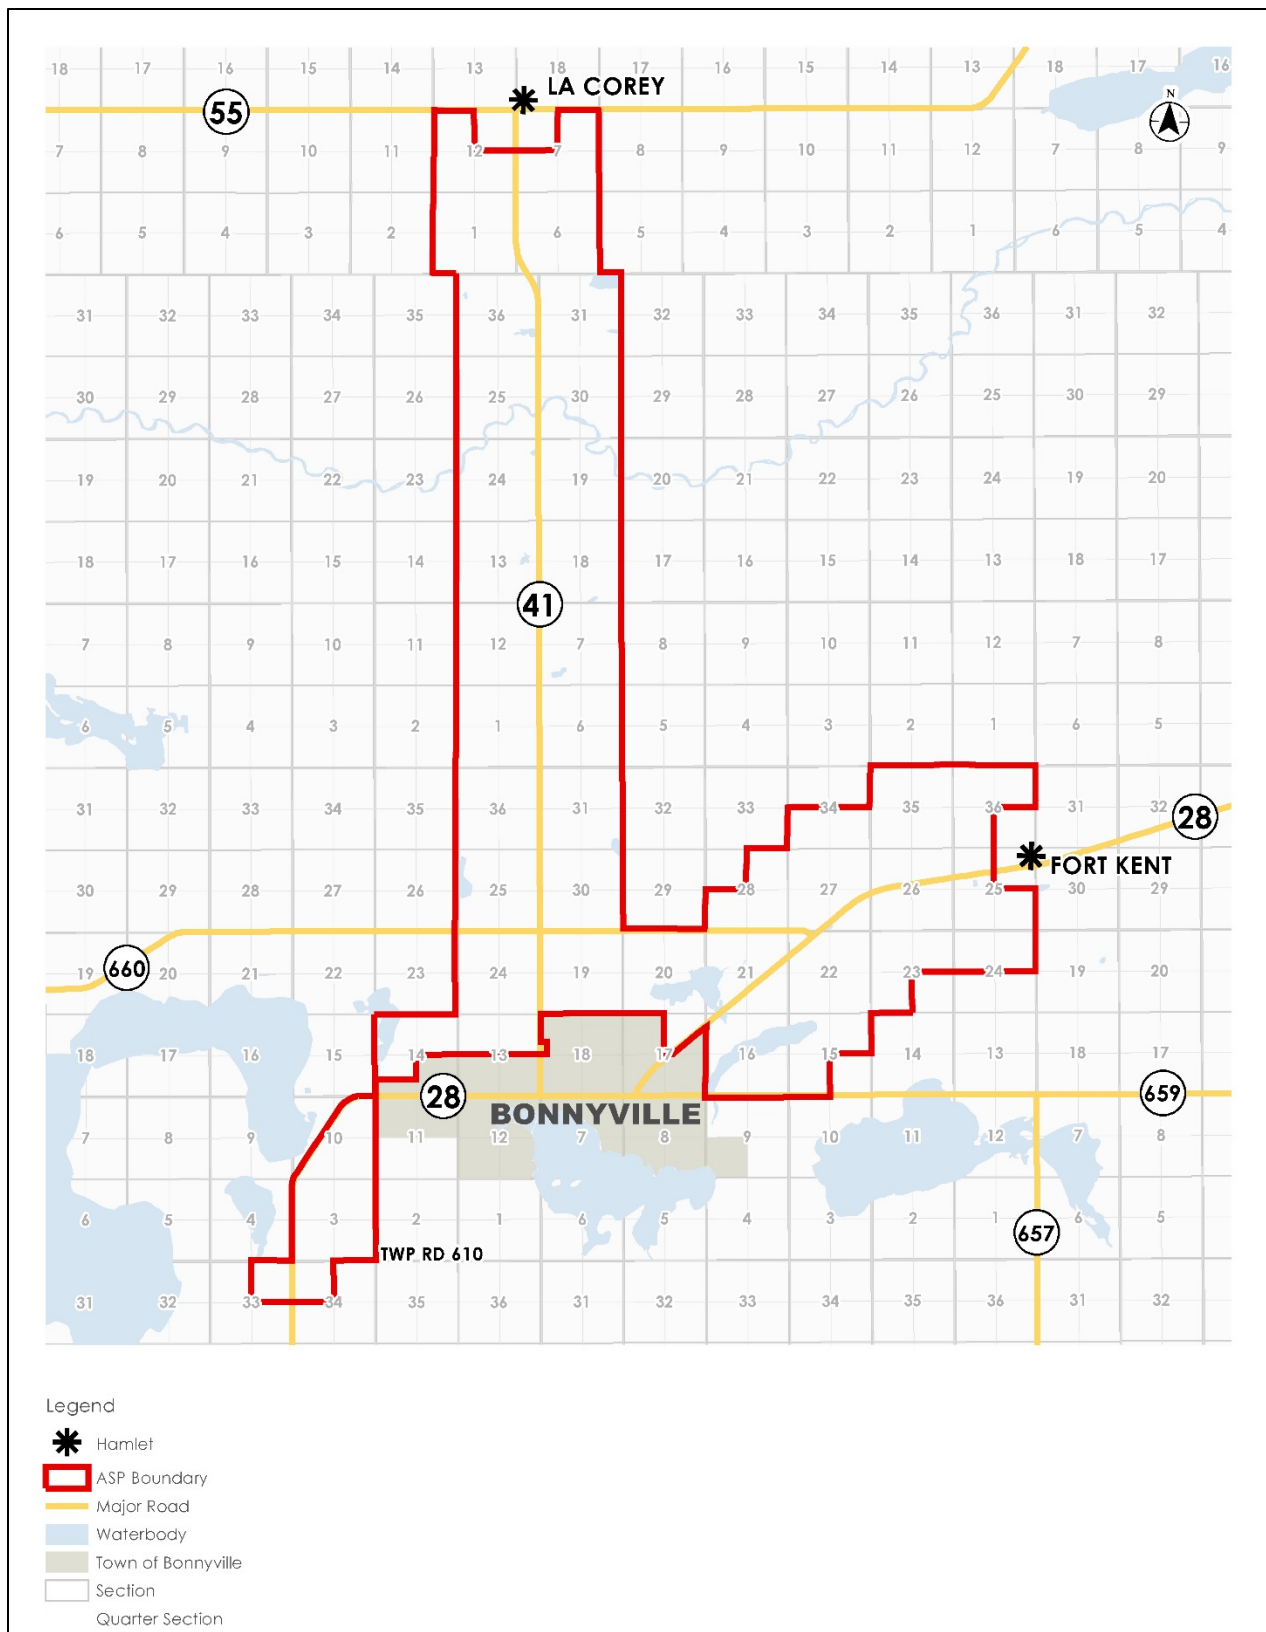 18 17 16 15 14 13 18 17 16 15 14 13 18 17 16
LA COREY
N
55
7 8 9 10 11 12 7 8 9 10 11 12 7 8 9
6 5 4 3 2 1 6 5 4 3 2 1 6 5 4
31 32 33 34 35 36 31 32 33 34 35 36 31 32
30 29 28 27 26 25 30 29 28 27 26 25 30 29
19 20 21 22 23 24 19 20 21 22 23 24 19 20
18 17 16 15 14 13 18 17 16 15 14 13 18 17
41
7 8 9 10 11 12 7 8 9 10 11 12 7 8
6 5 4 3 2 1 6 5 4 3 2 1 6 5
31 32 33 34 35 36 31 32 33 34 35 36 31 32
28
FORT KENT
30 29 28 27 26 25 30 29 28 27 26 25 30 29
660
19 20 21 22 23 24 19 20 21 22 23 24 19 20
18 17 16 15 14 13 18 17 16 15 14 13 18 17
28
659
BONNYVILLE
7 8 9 10 11 12 7 8 9 10 11 12 7 8
6 5 4 3 2 1 6 5 4 3 2 1 6 5
657
TWP RD 610
31 32 33 34 35 36 31 32 33 34 35 36 31 32
Legend
Hamlet
ASP Boundary
Major Road
Waterbody
Town of Bonnyville
Section
Quarter Section